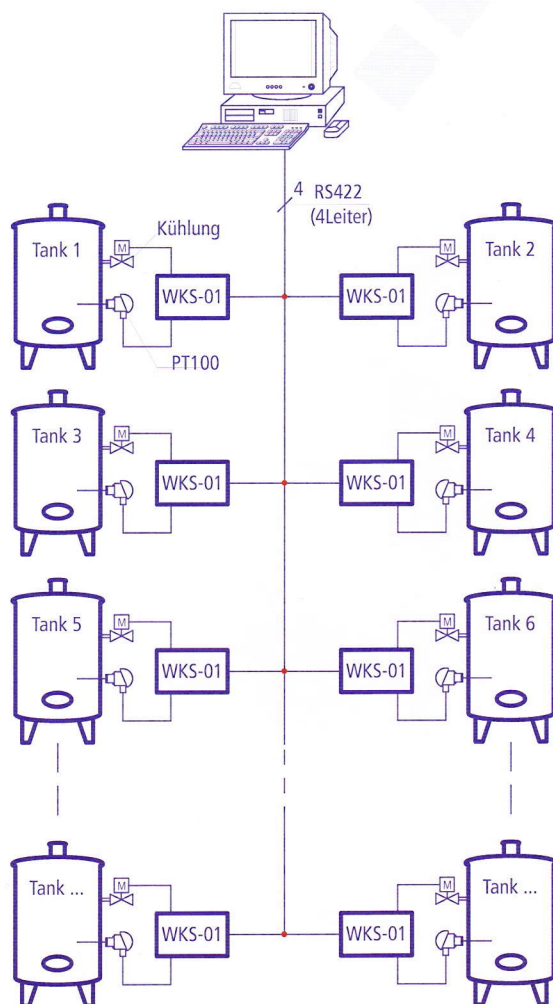 4 RS422
(4Leiter)
Tank 1
Kühlung
M
WKS-01
PT100
WKS-01
M
Tank 2
Tank 3
M
WKS-01
WKS-01
M
Tank 4
Tank 5
M
WKS-01
WKS-01
M
Tank 6
Tank ...
M
WKS-01
WKS-01
M
Tank ...